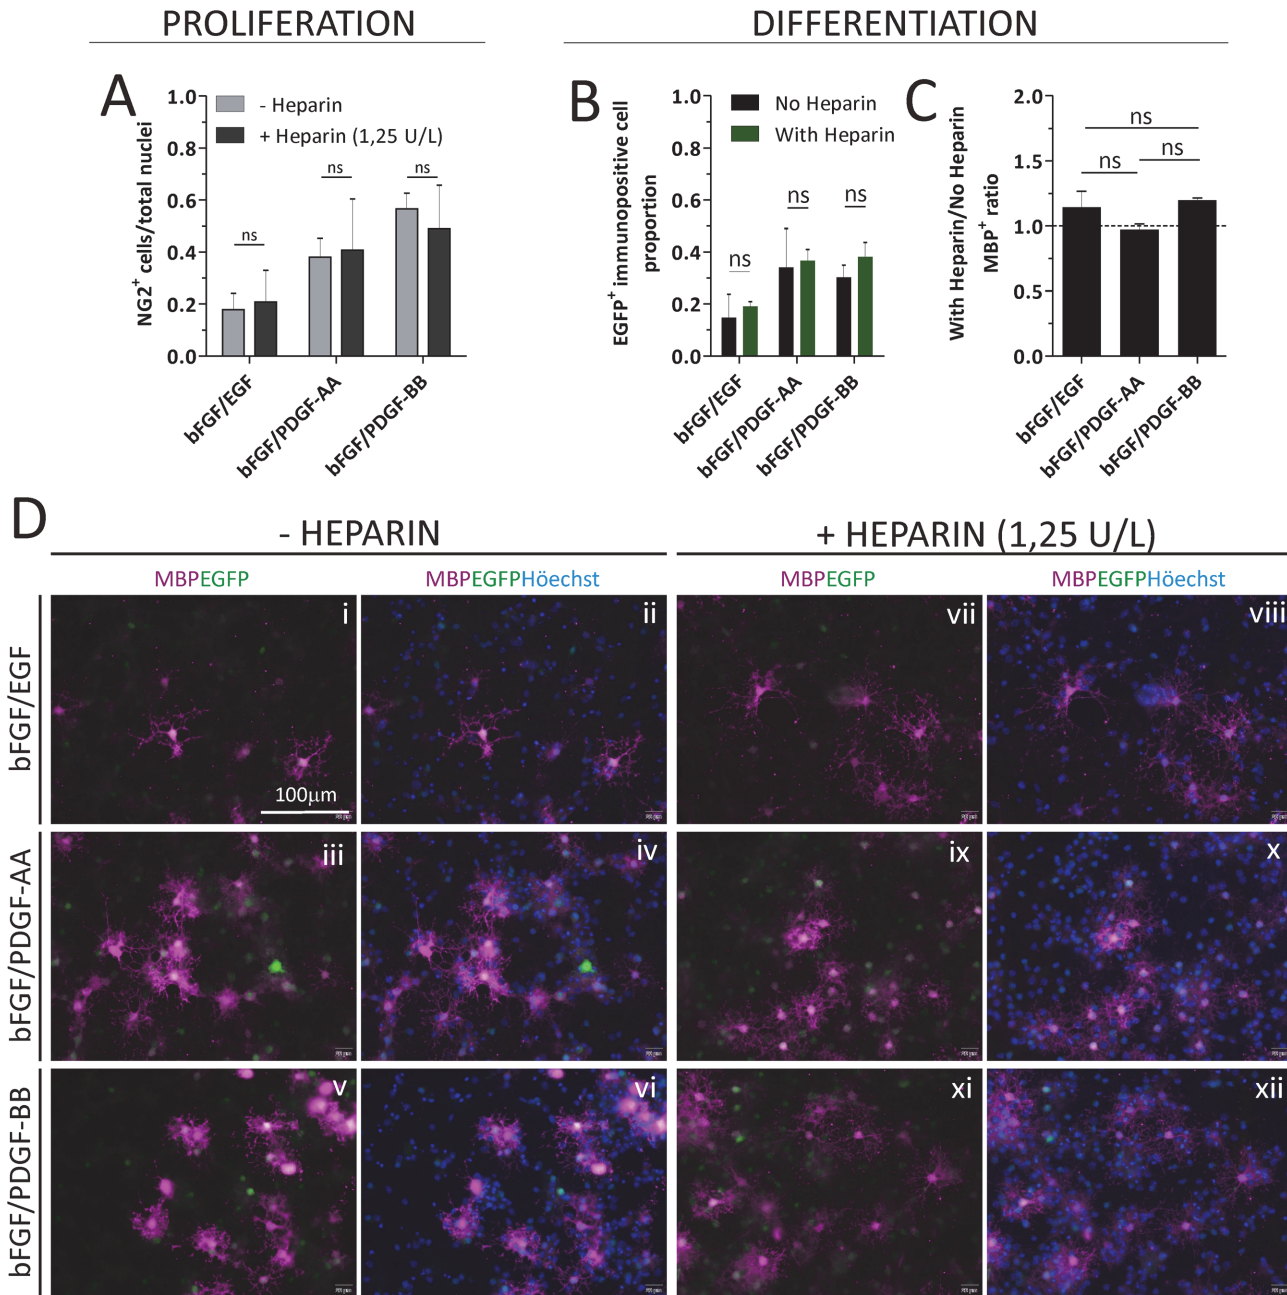 PROLIFERATION
DIFFERENTIATION
A
NG2+ cells/total nuclei
1.0
0.8
0.6
0.4
0.2
0.0
- Heparin
+ Heparin (1,25 U/L)
ns
ns
ns
bFGF/EGF
bFGF/PDGF-AA
bFGF/PDGF-BB
B
EGFP+ immunopositive cell
proportion
1.0
0.8
0.6
0.4
0.2
0.0
No Heparin
With Heparin
ns
ns
ns
bFGF/EGF
bFGF/PDGF-AA
bFGF/PDGF-BB
C
With Heparin/No Heparin
MBP+ ratio
2.0
1.5
1.0
0.5
0.0
ns
ns
ns
bFGF/EGF
bFGF/PDGF-AA
bFGF/PDGF-BB
D
- HEPARIN
+ HEPARIN (1,25 U/L)
MBPEGFP
MBPEGFPHöechst
MBPEGFP
MBPEGFPHöechst
bFGF/EGF
i
ii
vii
viii
100μm
bFGF/PDGF-AA
iii
iv
ix
x
bFGF/PDGF-BB
v
vi
xi
xii